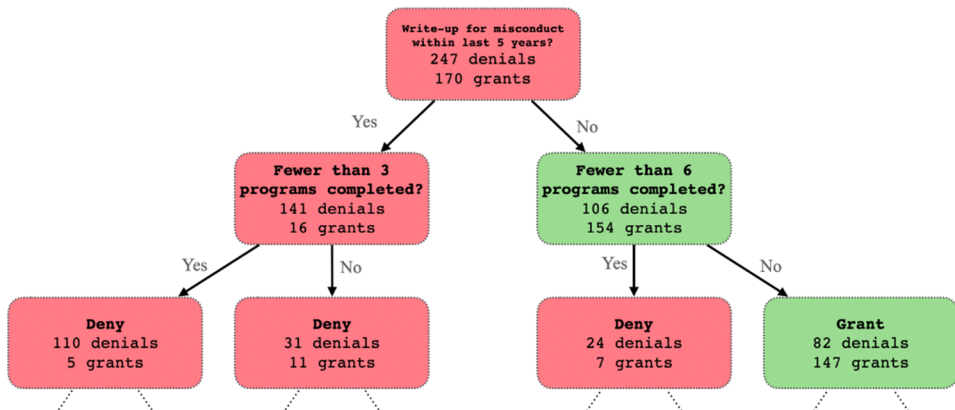 Write-up for misconduct
within last 5 years?
247 denials
170 grants
Yes
No
Fewer than 3
programs completed?
141 denials
16 grants
Fewer than 6
programs completed?
106 denials
154 grants
Yes
No
Yes
No
Deny
110 denials
5 grants
Deny
31 denials
11 grants
Deny
24 denials
7 grants
Grant
82 denials
147 grants